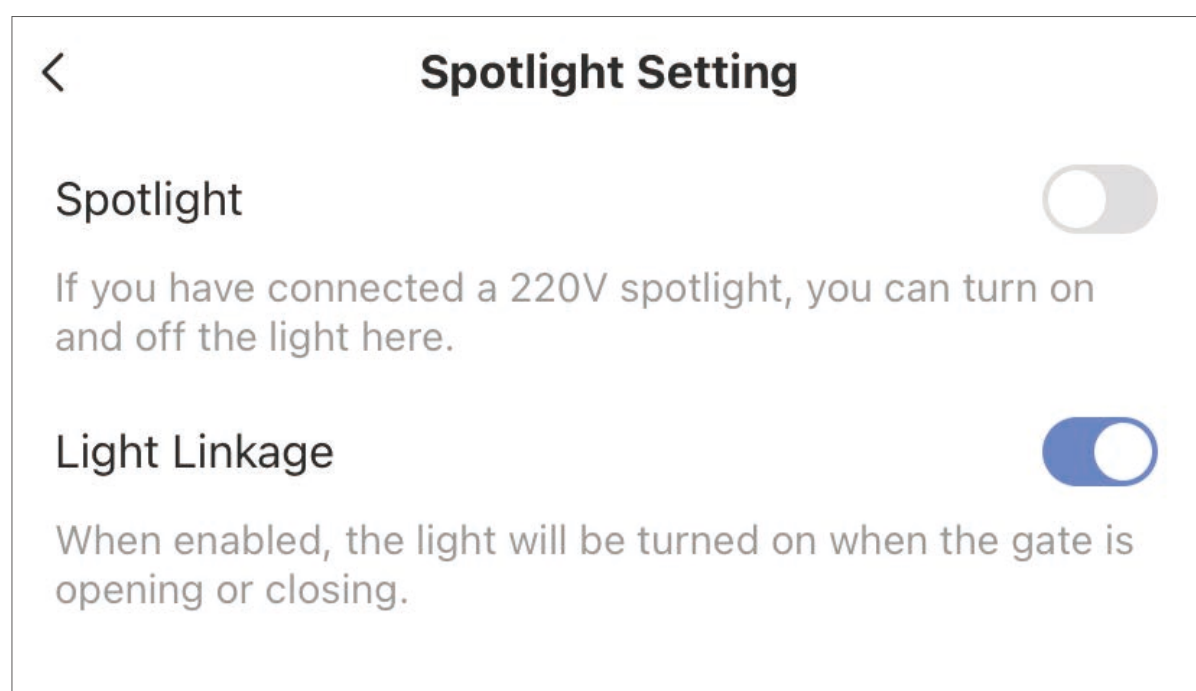 Spotlight Setting
Spotlight
If you have connected a 220V spotlight, you can turn on
and off the light here.
Light Linkage
When enabled, the light will be turned on when the gate is
opening or closing.